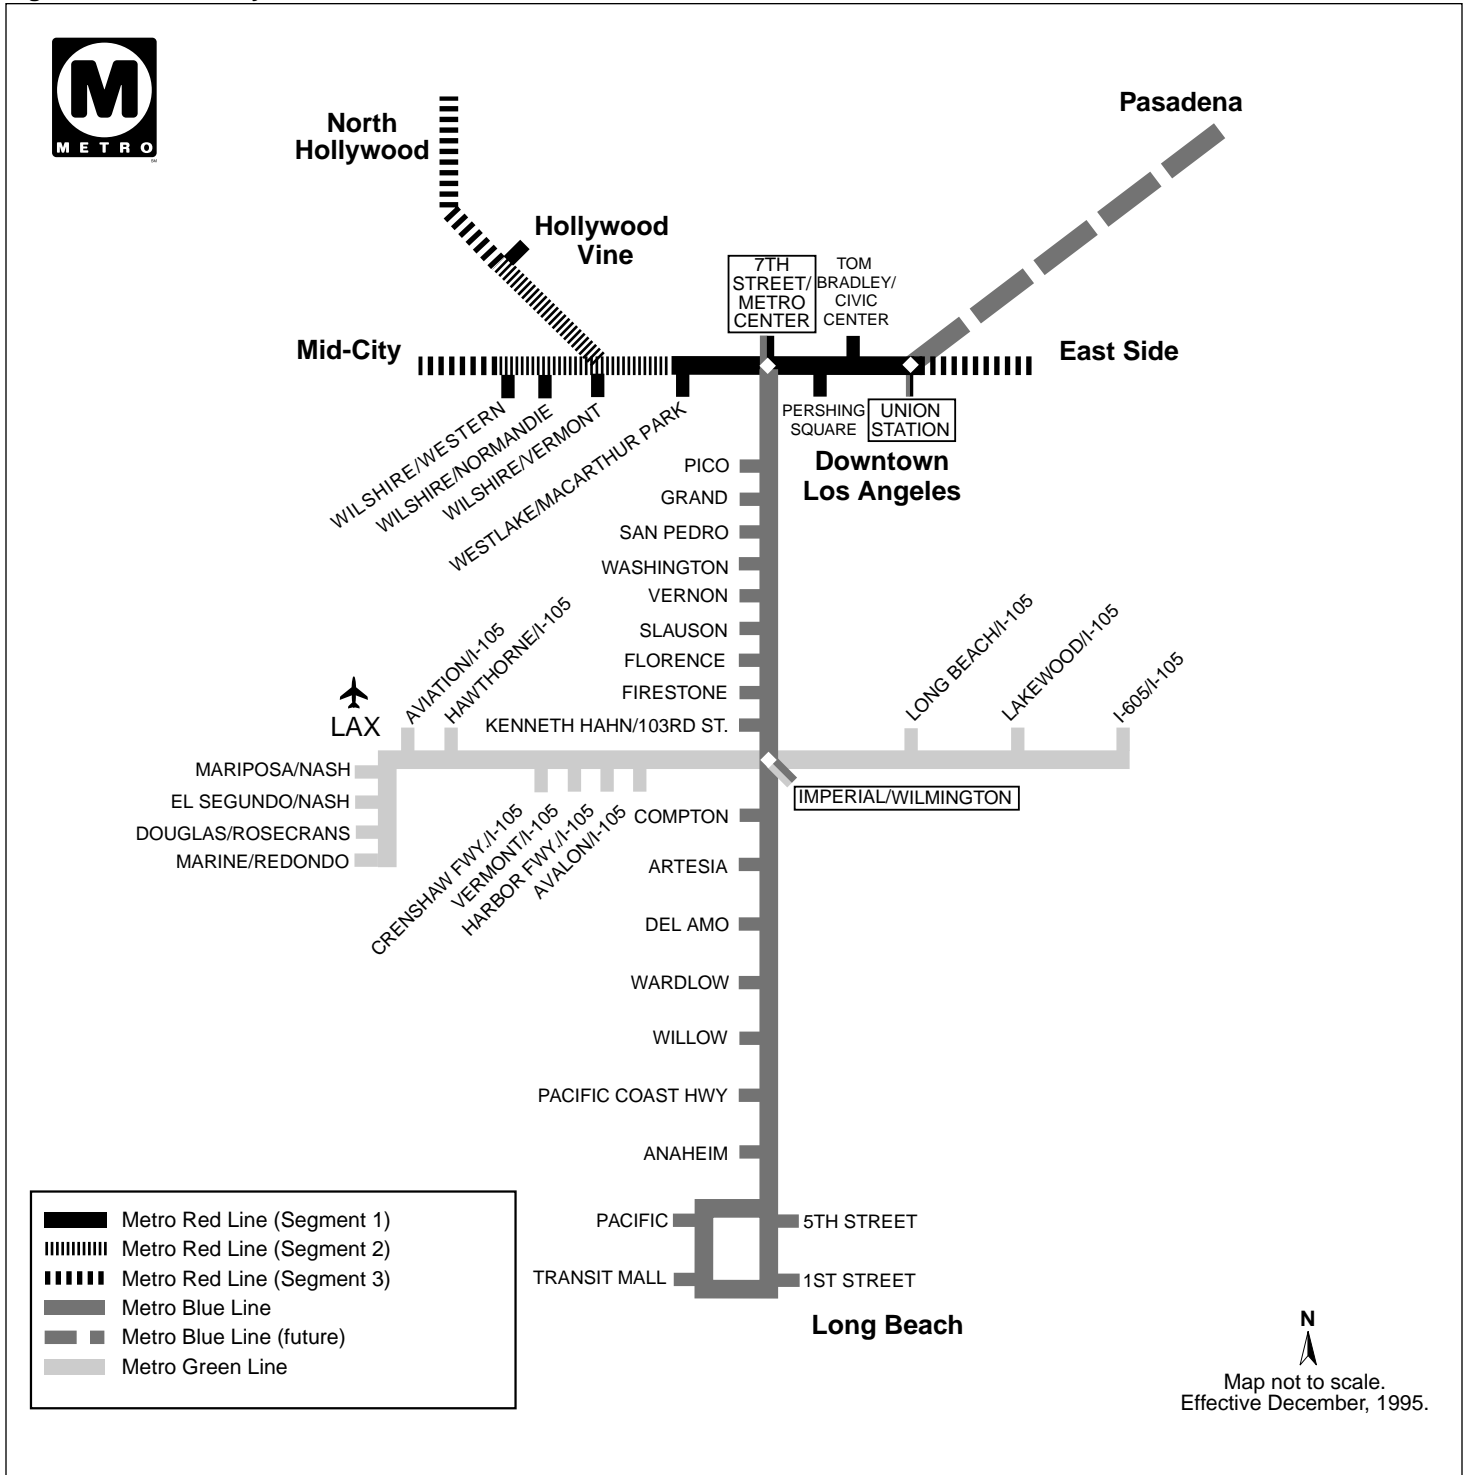 M
METRO
SM
Pasadena
North
Hollywood
Hollywood
Vine
7TH
STREET/
METRO
CENTER
TOM
BRADLEY/
CIVIC
CENTER
Mid-City
East Side
WILSHIRE/WESTERN
WILSHIRE/NORMANDIE
WILSHIRE/VERMONT
WESTLAKE/MACARTHUR PARK
PERSHING
SQUARE
UNION
STATION
Downtown
Los Angeles
PICO
GRAND
SAN PEDRO
WASHINGTON
VERNON
SLAUSON
FLORENCE
FIRESTONE
KENNETH HAHN/103RD ST.
AVIATION/I-105
HAWTHORNE/I-105
LONG BEACH/I-105
LAKEWOOD/I-105
I-605/I-105
LAX
MARIPOSA/NASH
EL SEGUNDO/NASH
DOUGLAS/ROSECRANS
MARINE/REDONDO
CRENSHAW FWY./I-105
VERMONT/I-105
HARBOR FWY./I-105
AVALON/I-105
IMPERIAL/WILMINGTON
COMPTON
ARTESIA
DEL AMO
WARDLOW
WILLOW
PACIFIC COAST HWY
ANAHEIM
PACIFIC
5TH STREET
TRANSIT MALL
1ST STREET
Long Beach
Metro Red Line (Segment 1)
Metro Red Line (Segment 2)
Metro Red Line (Segment 3)
Metro Blue Line
Metro Blue Line (future)
Metro Green Line
N
Map not to scale.
Effective December, 1995.